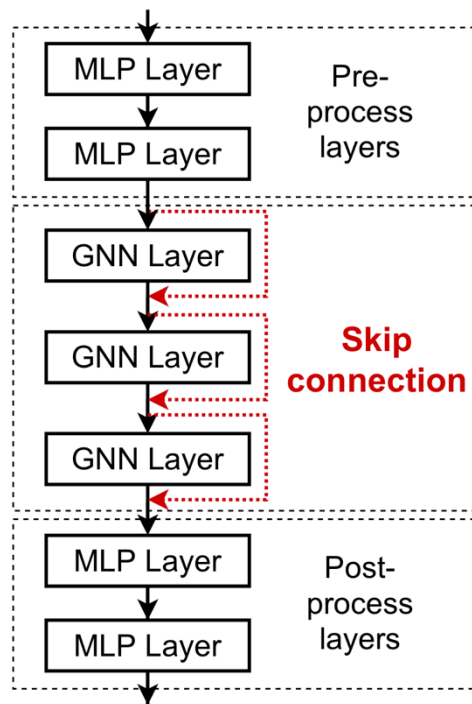 MLP Layer
MLP Layer
Pre-
process
layers
GNN Layer
GNN Layer
GNN Layer
Skip
connection
MLP Layer
MLP Layer
Post-
process
layers